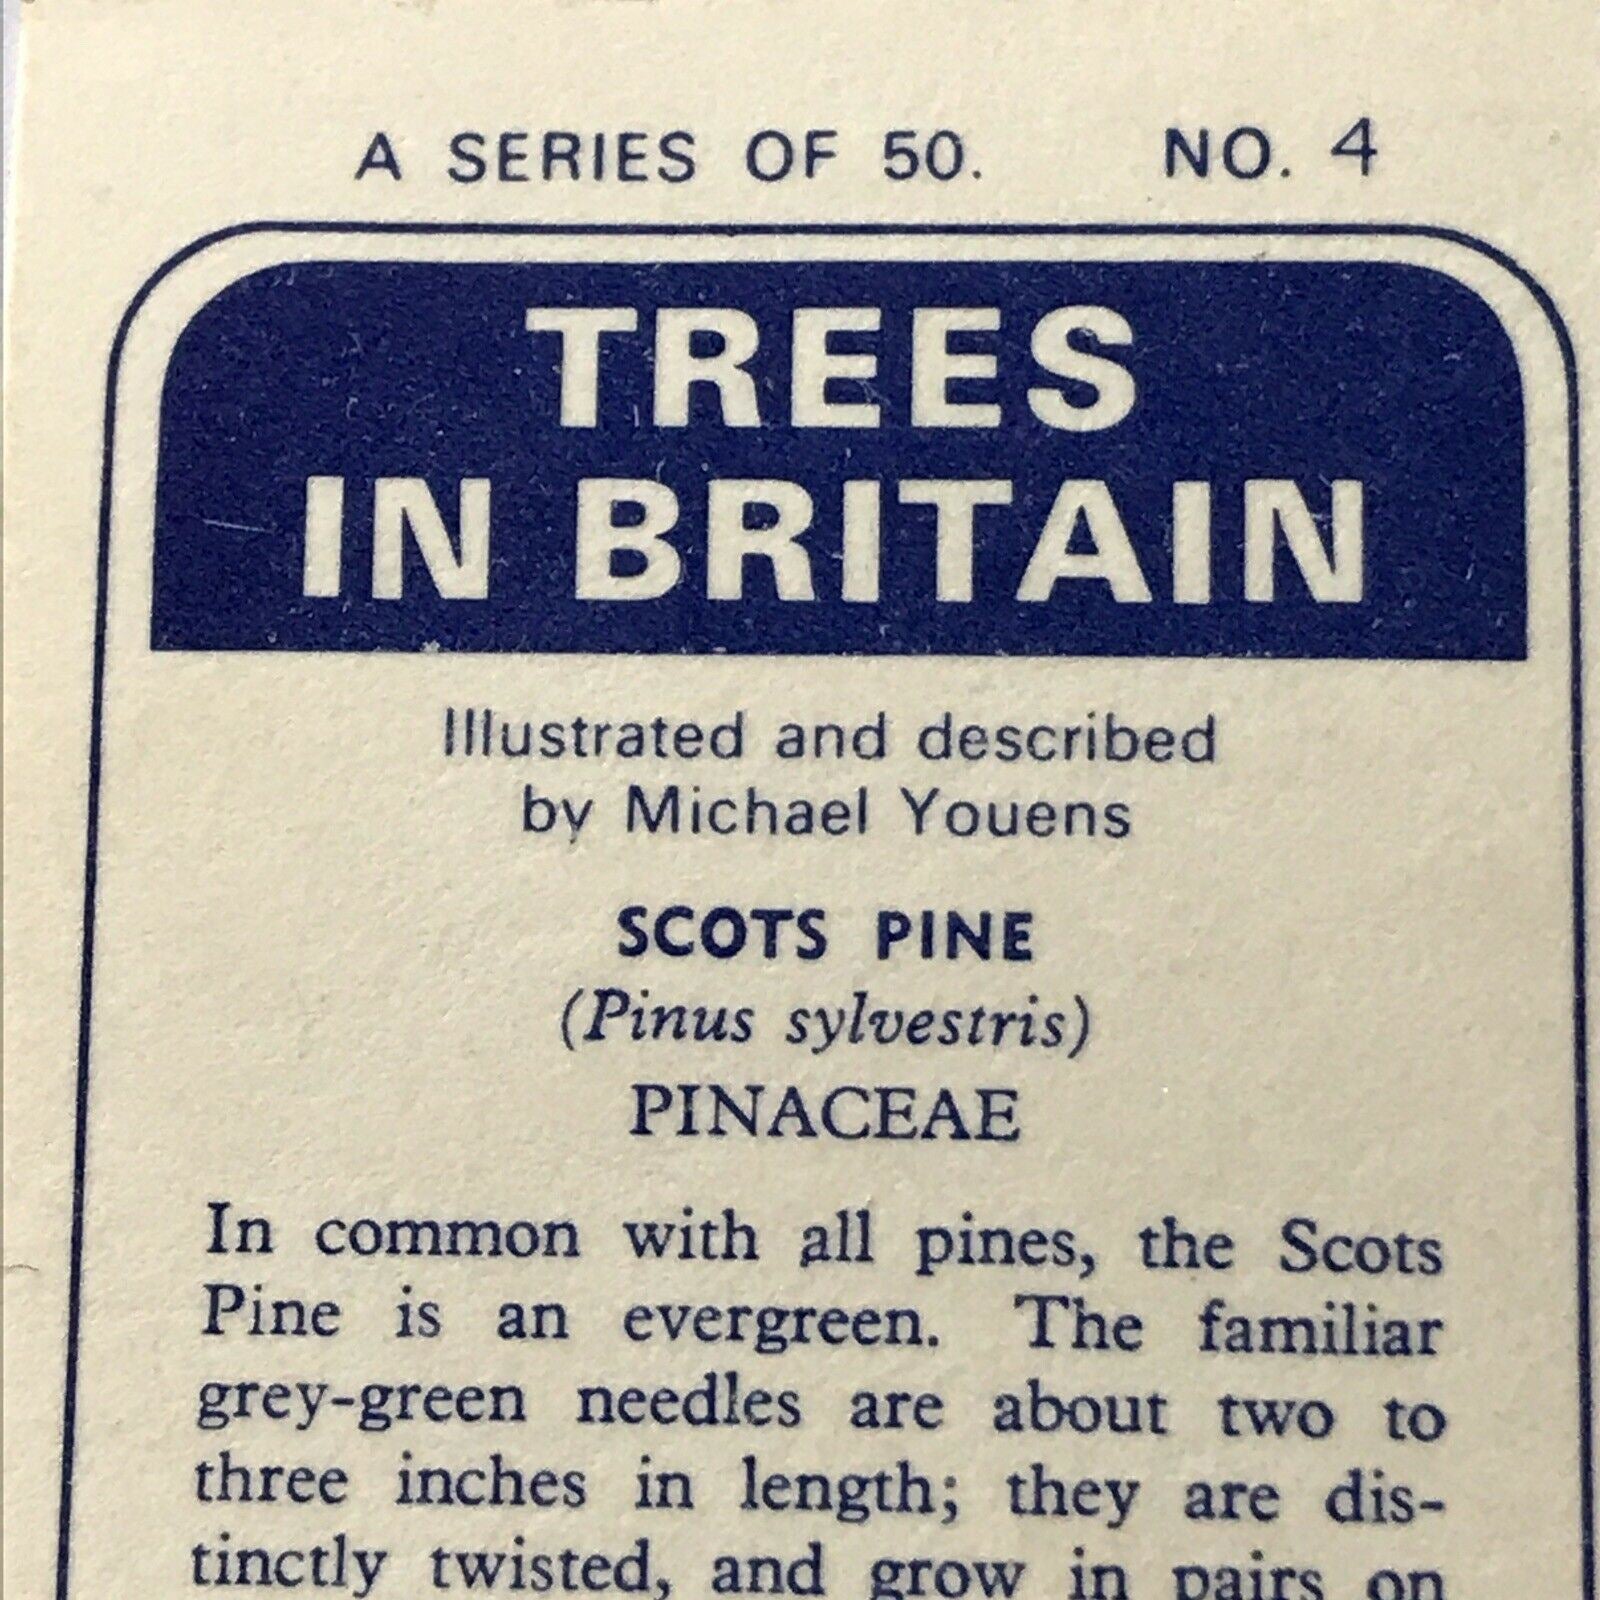 A SERIES OF 50. NO. 4
TREES
IN BRITAIN
Illustrated and described
by Michael Youens
SCOTS PINE
(Pinus sylvestris)
PINACEAE
In common with all pines, the Scots
Pine is an evergreen. The familiar
grey-green needles are about two to
three inches in length; they are dis-
tinctly twisted, and grow in pairs on